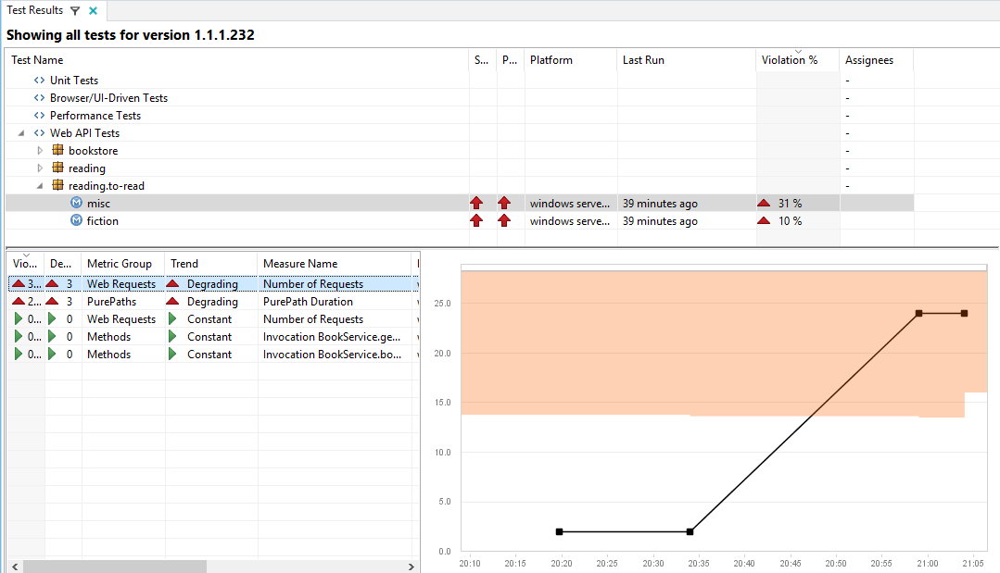 Test Results
Showing all tests for version 1.1.1.232
Test Name S... P... Platform Last Run Violation % Assignees
Unit Tests -
Browser/UI-Driven Tests -
Performance Tests -
Web API Tests -
bookstore -
reading -
reading.to-read -
misc windows serve... 39 minutes ago 31 %
fiction windows serve... 39 minutes ago 10 %
Vio... De... Metric Group Trend Measure Name
3... 3 Web Requests Degrading Number of Requests
2... 3 PurePaths Degrading PurePath Duration
0... 0 Web Requests Constant Number of Requests
0... 0 Methods Constant Invocation BookService.ge...
0... 0 Methods Constant Invocation BookService.bo...
25.0
20.0
15.0
10.0
5.0
0.0
20:10 20:15 20:20 20:25 20:30 20:35 20:40 20:45 20:50 20:55 21:00 21:05